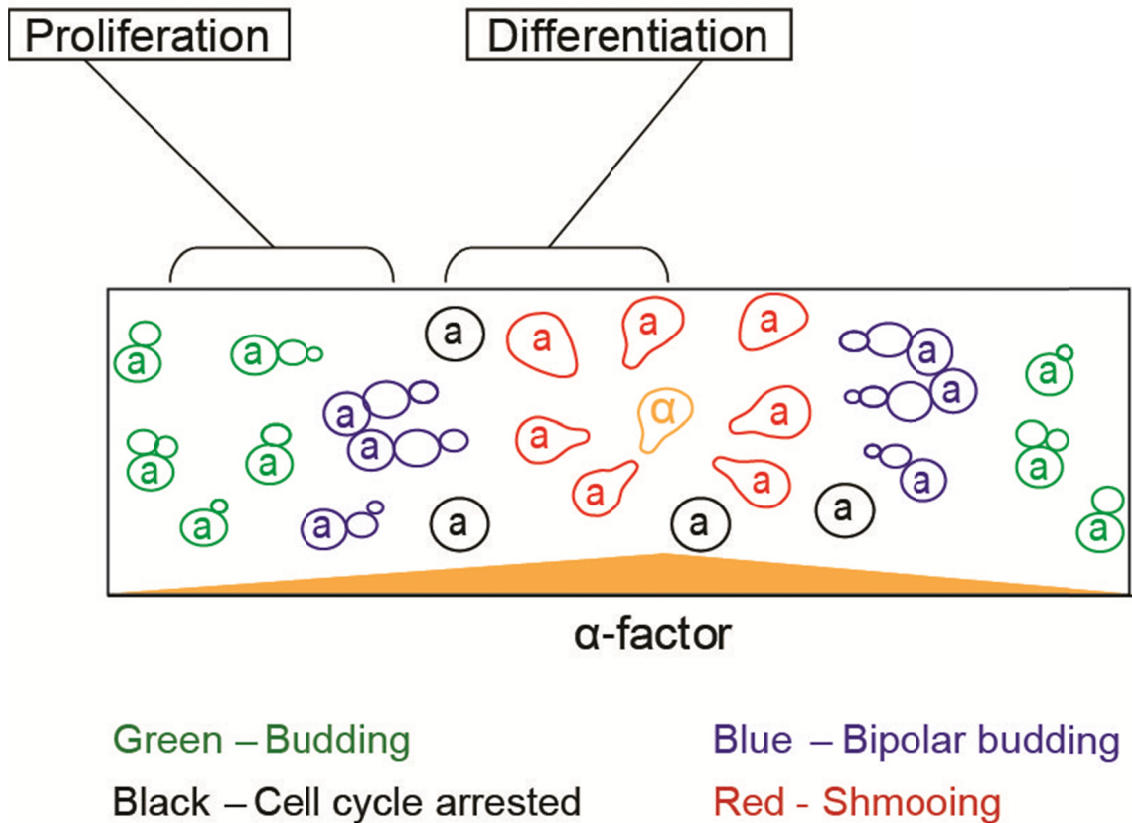 Proliferation
Differentiation
a a a a a α a a
a a a a a a a a
a a a a a a a a
a a a a a a a a
α-factor
Green – Budding
Blue – Bipolar budding
Black – Cell cycle arrested
Red - Shmooing